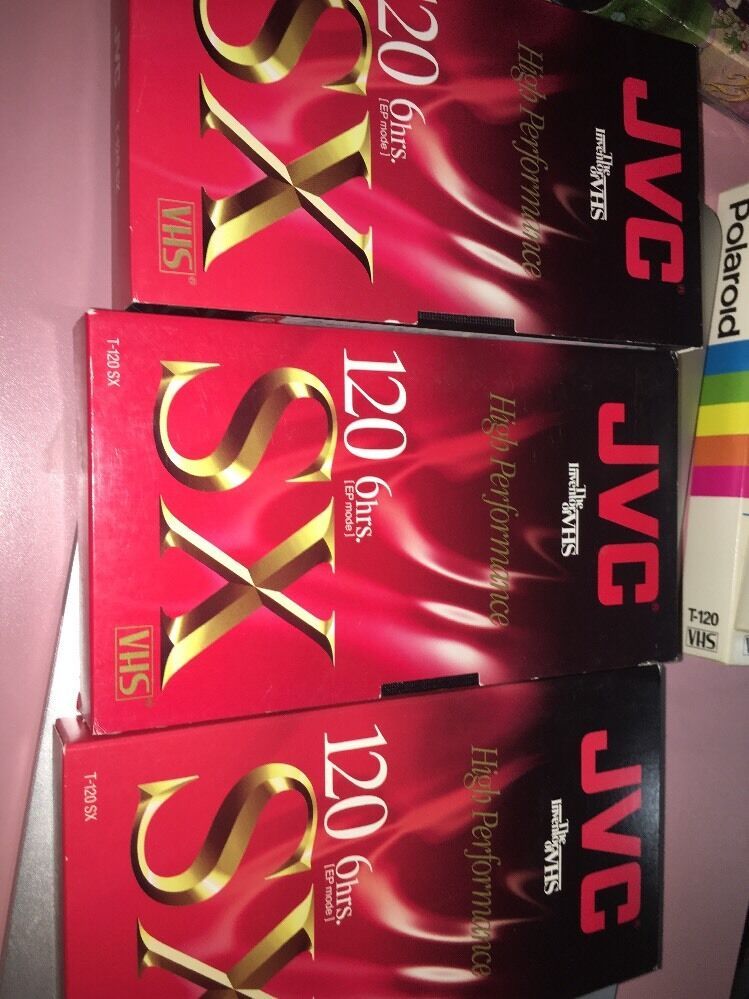 JVC
The
Inventor
of VHS
High Performance
120
6hrs.
[EP mode]
SX
VHS
JVC
JVC
The
Inventor
of VHS
High Performance
120
6hrs.
[EP mode]
SX
VHS
T-120 SX
JVC
The
Inventor
of VHS
High Performance
120
6hrs.
[EP mode]
SX
T-120 SX
Polaroid
T-120
VHS